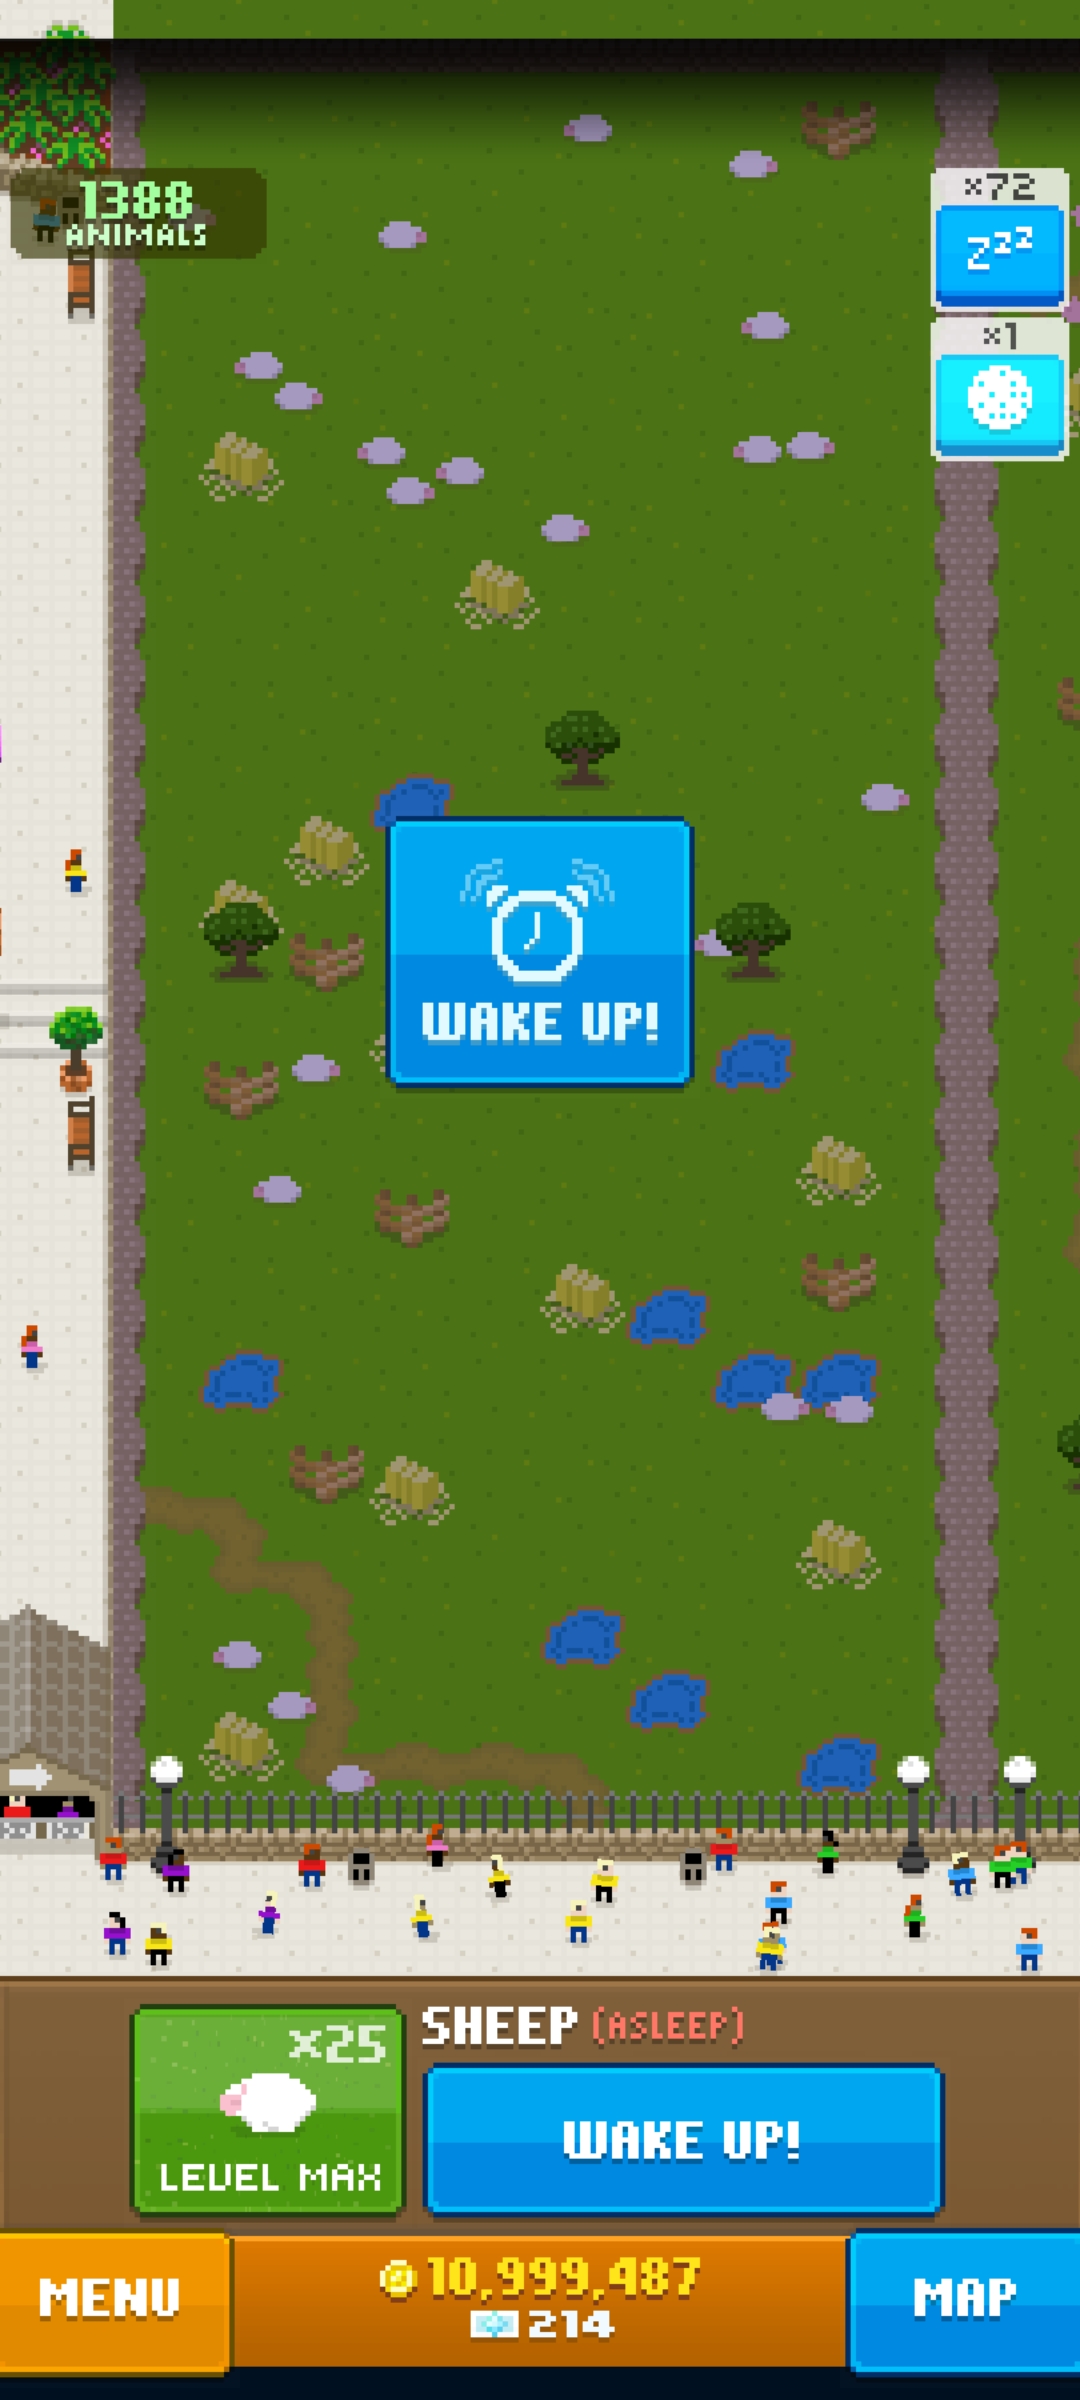 1388
ANIMALS
x72
zzz
x1
WAKE UP!
SHEEP (ASLEEP)
x25
LEVEL MAX
WAKE UP!
MENU
10,999,487
214
MAP